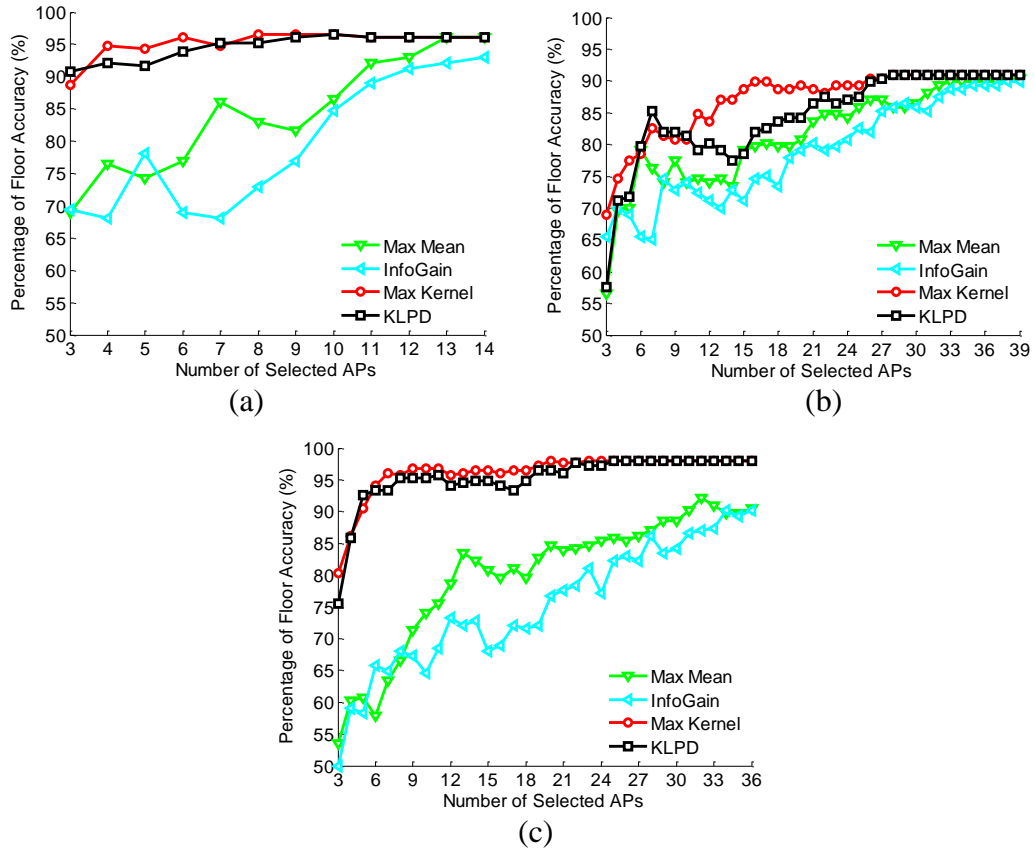 Percentage of Floor Accuracy (%)
100
95
90
85
80
75
70
65
60
55
50
Max Mean
InfoGain
Max Kernel
KLPD
3 4 5 6 7 8 9 10 11 12 13 14
Number of Selected APs
(a)
Percentage of Floor Accuracy (%)
100
95
90
85
80
75
70
65
60
55
50
Max Mean
InfoGain
Max Kernel
KLPD
3 6 9 12 15 18 21 24 27 30 33 36 39
Number of Selected APs
(b)
Percentage of Floor Accuracy (%)
100
95
90
85
80
75
70
65
60
55
50
Max Mean
InfoGain
Max Kernel
KLPD
3 6 9 12 15 18 21 24 27 30 33 36
Number of Selected APs
(c)